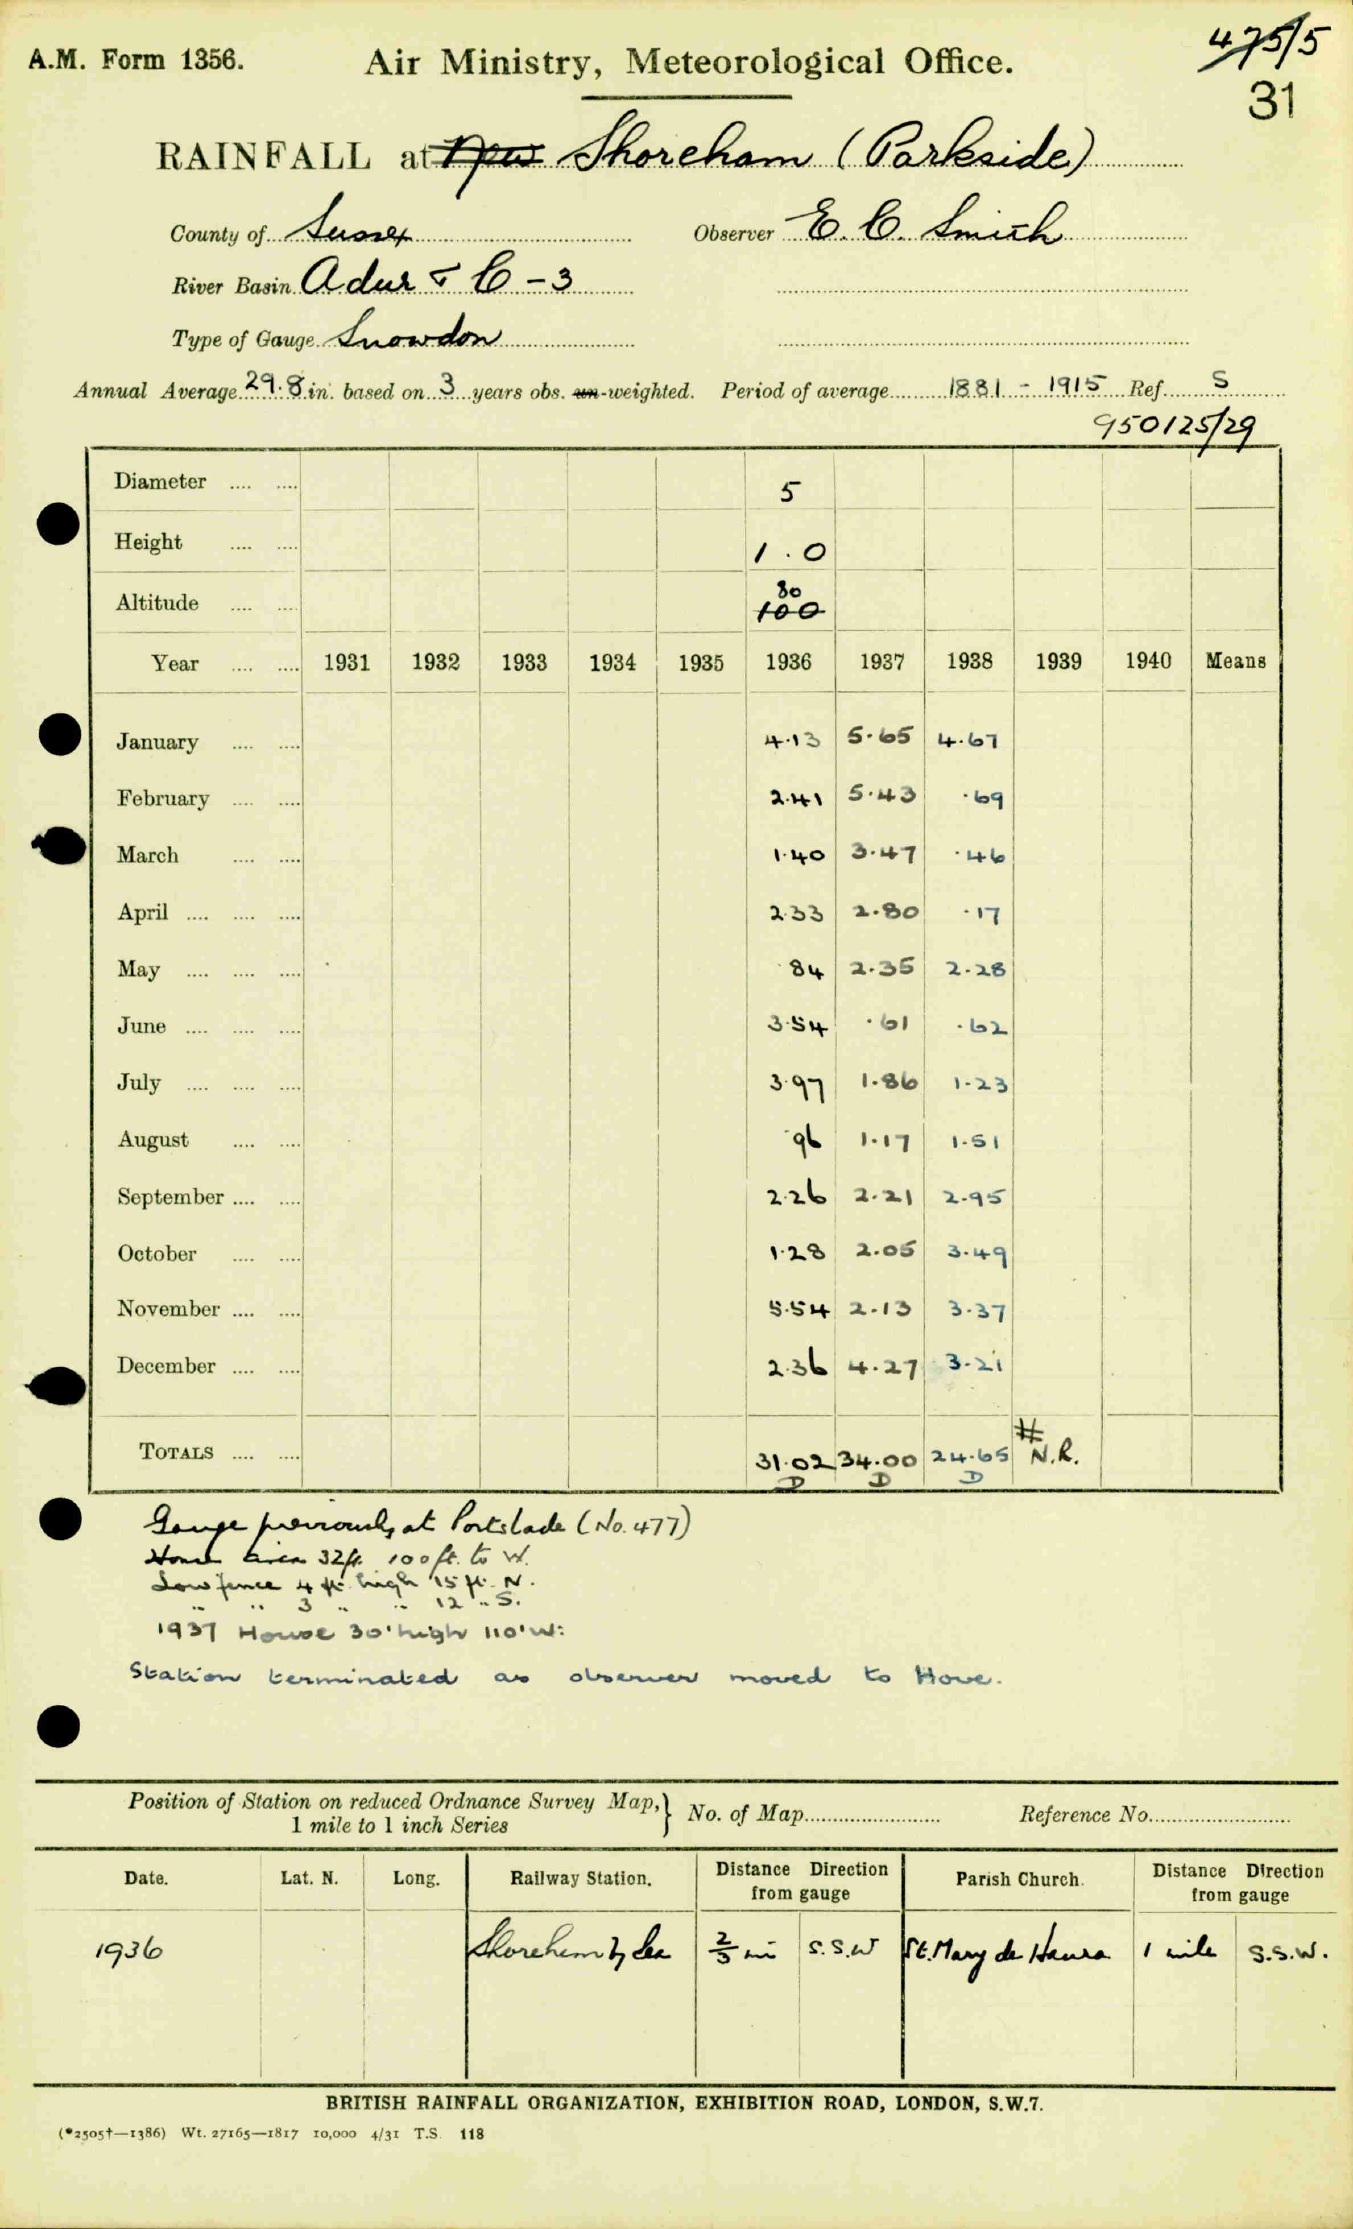 475/5
A.M. Form 1356. Air Ministry, Meteorological Office.
31
RAINFALL at New Shoreham (Parkside)
County of Sussex Observer E. C. Smith
River Basin Adur & C - 3
Type of Gauge Snowdon
Annual Average 29.8 in. based on 3 years obs. un-weighted. Period of average 1881 - 1915 Ref. S
950125/29
Diameter .... .... 5
Height .... .... 1.0
80
Altitude .... .... 100
Year .... .... 1931 1932 1933 1934 1935 1936 1937 1938 1939 1940 Means
January .... .... 4.13 5.65 4.67
February .... .... 2.41 5.43 .69
March .... .... 1.40 3.47 .46
April .... .... .... 2.33 2.80 .17
May .... .... .... .84 2.35 2.28
June .... .... .... 3.54 .61 .62
July .... .... .... 3.97 1.86 1.23
August .... .... .96 1.17 1.51
September .... .... 2.26 2.21 2.95
October .... .... 1.28 2.05 3.49
November .... .... 5.54 2.13 3.37
December .... .... 2.36 4.27 3.21
TOTALS .... .... 31.02 34.00 24.65 # N.R.
D D D
Gauge previously at Portslade (No. 477)
House 32ft. 100ft. to W.
Low fence 4 ft. high 15 ft. N.
" " 3 " " 12 " S.
1937 House 30' high 110' W:
Station terminated as observer moved to Hove.
Position of Station on reduced Ordnance Survey Map, } No. of Map Reference No.
1 mile to 1 inch Series
Date. Lat. N. Long. Railway Station. Distance Direction from gauge Parish Church. Distance Direction from gauge
1936 Shoreham by Sea 2/3 mi S.S.W St. Mary de Haura 1 mile S.S.W.
BRITISH RAINFALL ORGANIZATION, EXHIBITION ROAD, LONDON, S.W.7.
(*2505†—1386) Wt. 27165—1817 10,000 4/31 T.S. 118